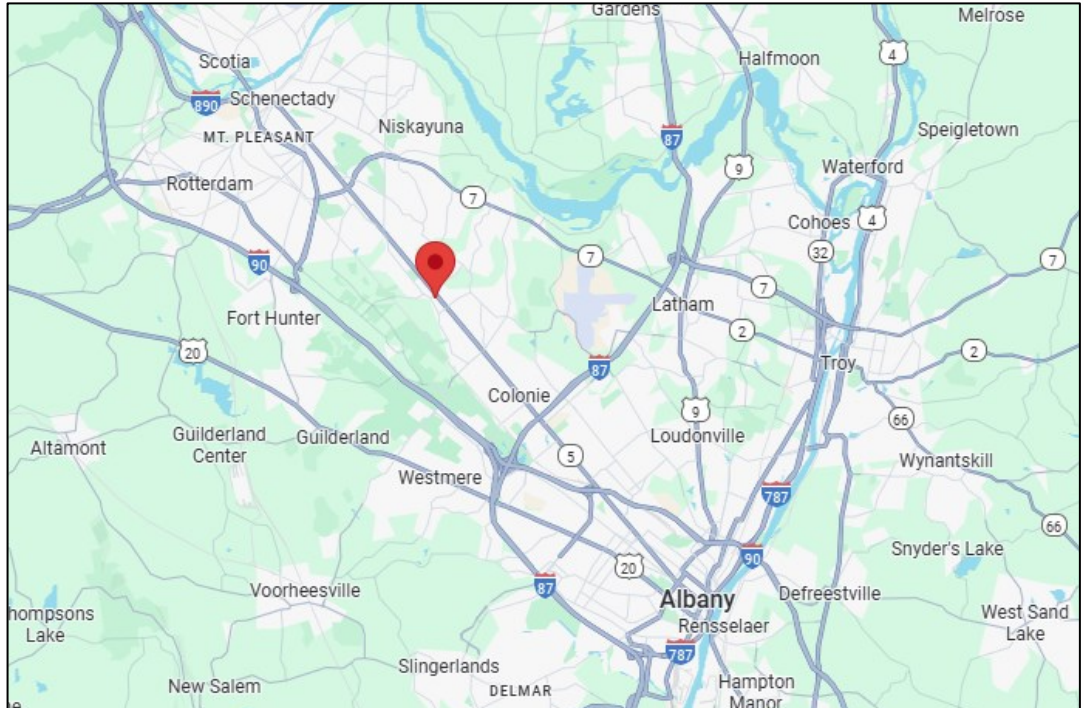 Gardens
Melrose
4
Scotia
Halfmoon
890
Schenectady
87
Niskayuna
Speigletown
MT. PLEASANT
9
Waterford
Rotterdam
7
Cohoes
4
32
90
7
7
Latham
7
Fort Hunter
2
20
Troy
2
87
Colonie
9
66
Altamont
Guilderland
Center
Guilderland
Loudonville
5
Wynantskill
Westmere
787
66
90
Snyder's Lake
20
87
Voorheesville
Albany
Defreestville
hompsons
Lake
Rensselaer
West Sand
Lake
787
Slingerlands
New Salem
DELMAR
Hampton
Manor